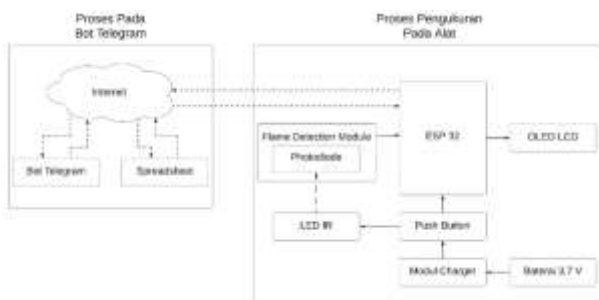 Proses Pada
Bot Telegram
Proses Pengukuran
Pada Alat
Internet
Bot Telegram
Spreadsheet
Flame Detection Module
Photodiode
ESP 32
OLED LCD
LED IR
Push Button
Modul Charger
Baterai 3,7 V